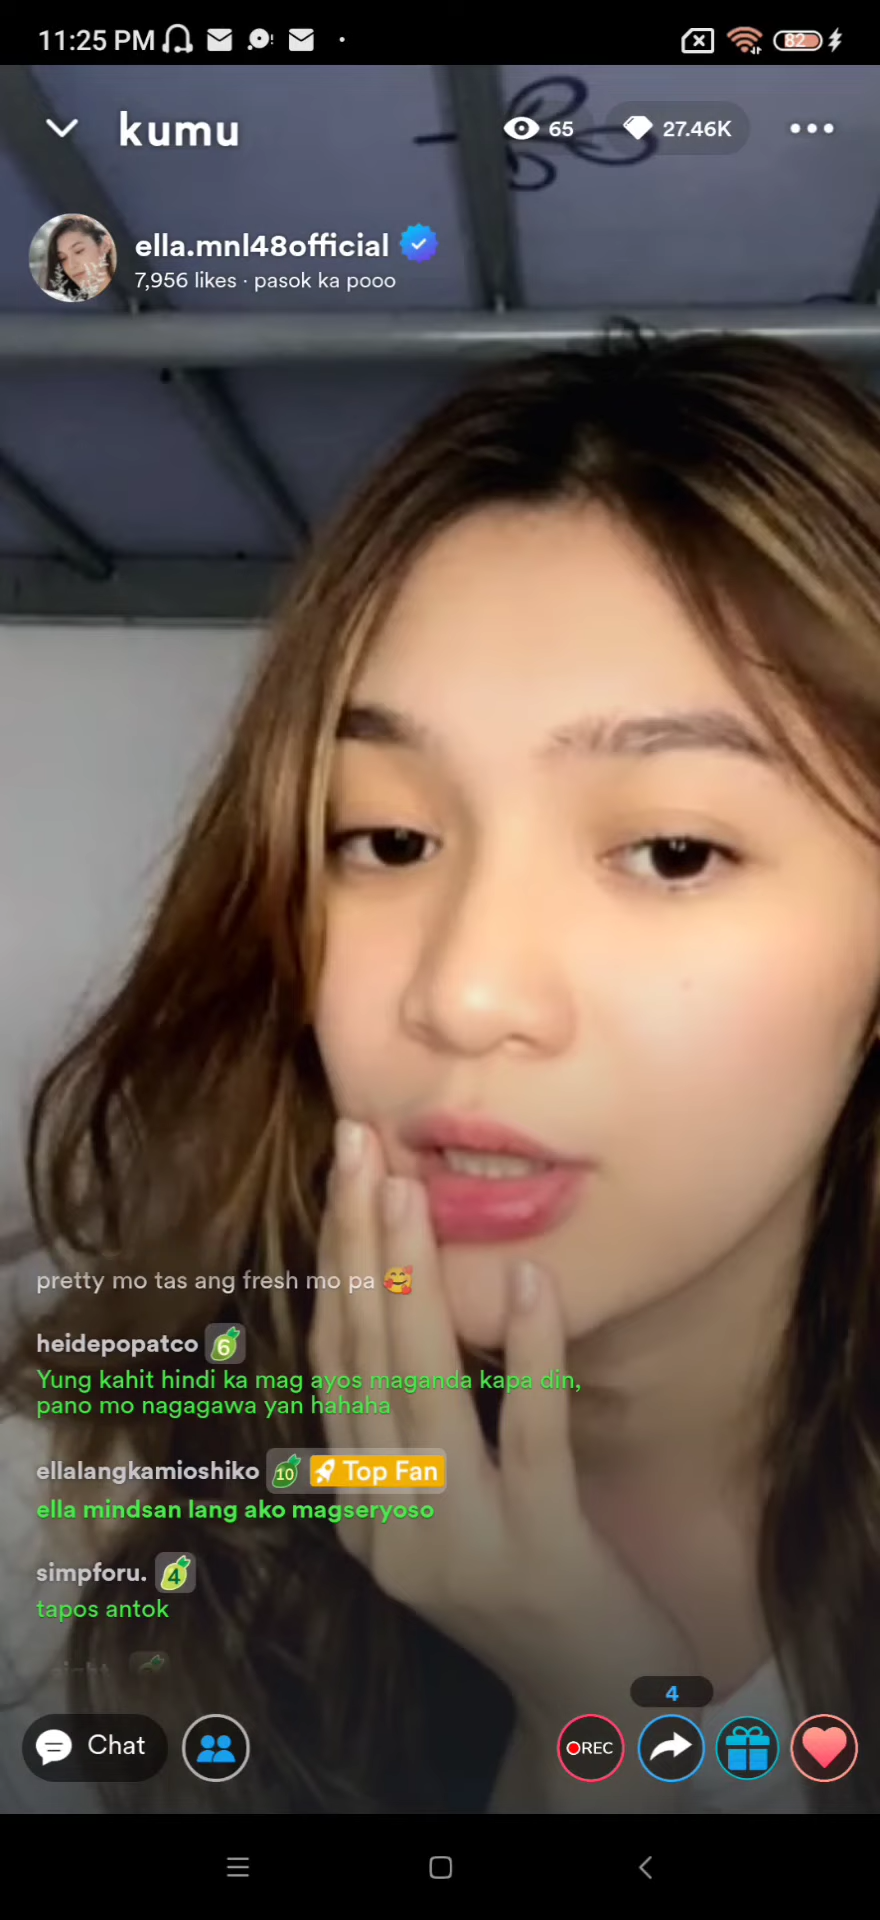 11:25 PM
82
kumu
65
27.46K
ella.mnl48official
7,956 likes · pasok ka pooo
pretty mo tas ang fresh mo pa 🥰
heidepopatco 6
Yung kahit hindi ka mag ayos maganda kapa din,
pano mo nagagawa yan hahaha
ellalangkamioshiko 10 Top Fan
ella mindsan lang ako magseryoso
simpforu. 4
tapos antok
4
Chat
REC